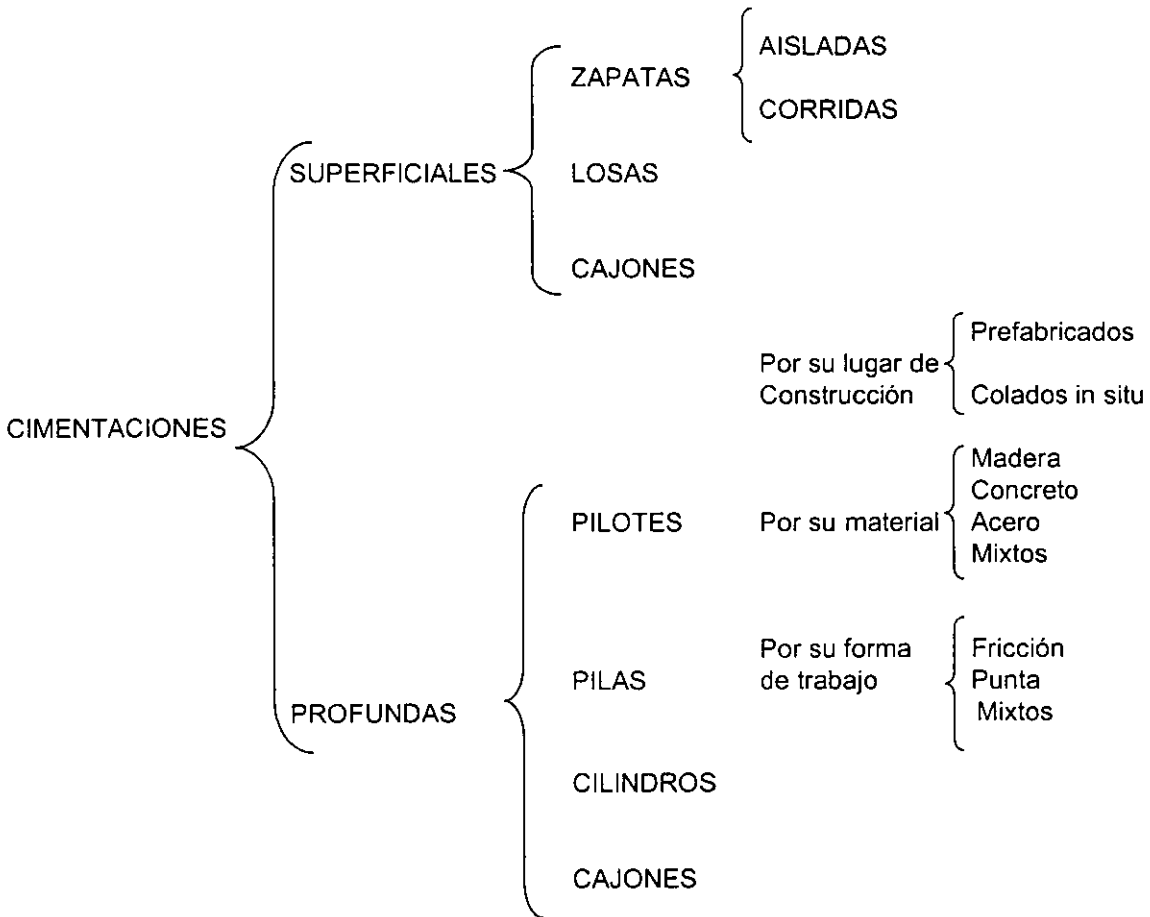 CIMENTACIONES
SUPERFICIALES
ZAPATAS
AISLADAS
CORRIDAS
LOSAS
CAJONES
PROFUNDAS
PILOTES
Por su lugar de
Construcción
Prefabricados
Colados in situ
Por su material
Madera
Concreto
Acero
Mixtos
Por su forma
de trabajo
Fricción
Punta
Mixtos
PILAS
CILINDROS
CAJONES